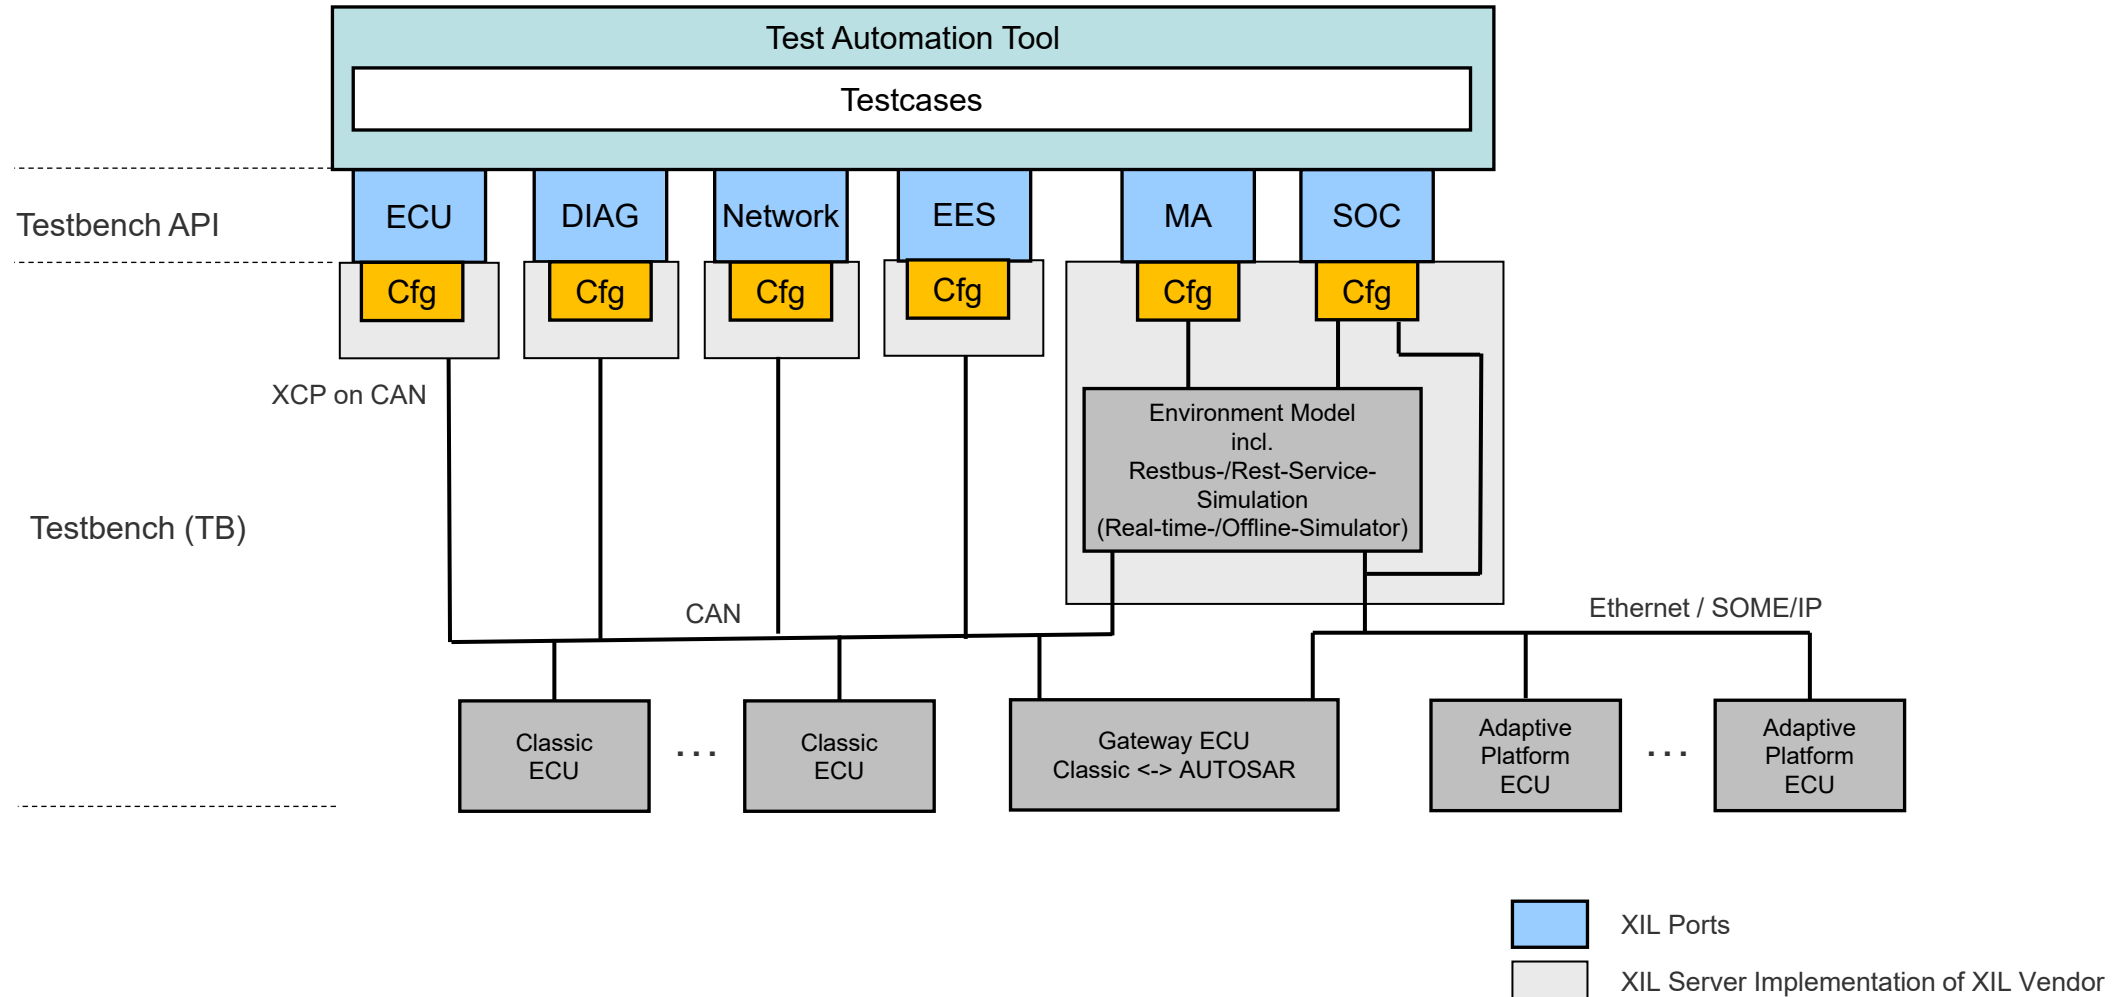 Test Automation Tool
Testcases
Testbench API
ECU
DIAG
Network
EES
MA
SOC
Cfg
Cfg
Cfg
Cfg
Cfg
Cfg
XCP on CAN
Environment Model
incl.
Restbus-/Rest-Service-
Simulation
(Real-time-/Offline-Simulator)
Testbench (TB)
CAN
Ethernet / SOME/IP
Classic
ECU
...
Classic
ECU
Gateway ECU
Classic <-> AUTOSAR
Adaptive
Platform
ECU
...
Adaptive
Platform
ECU
XIL Ports
XIL Server Implementation of XIL Vendor